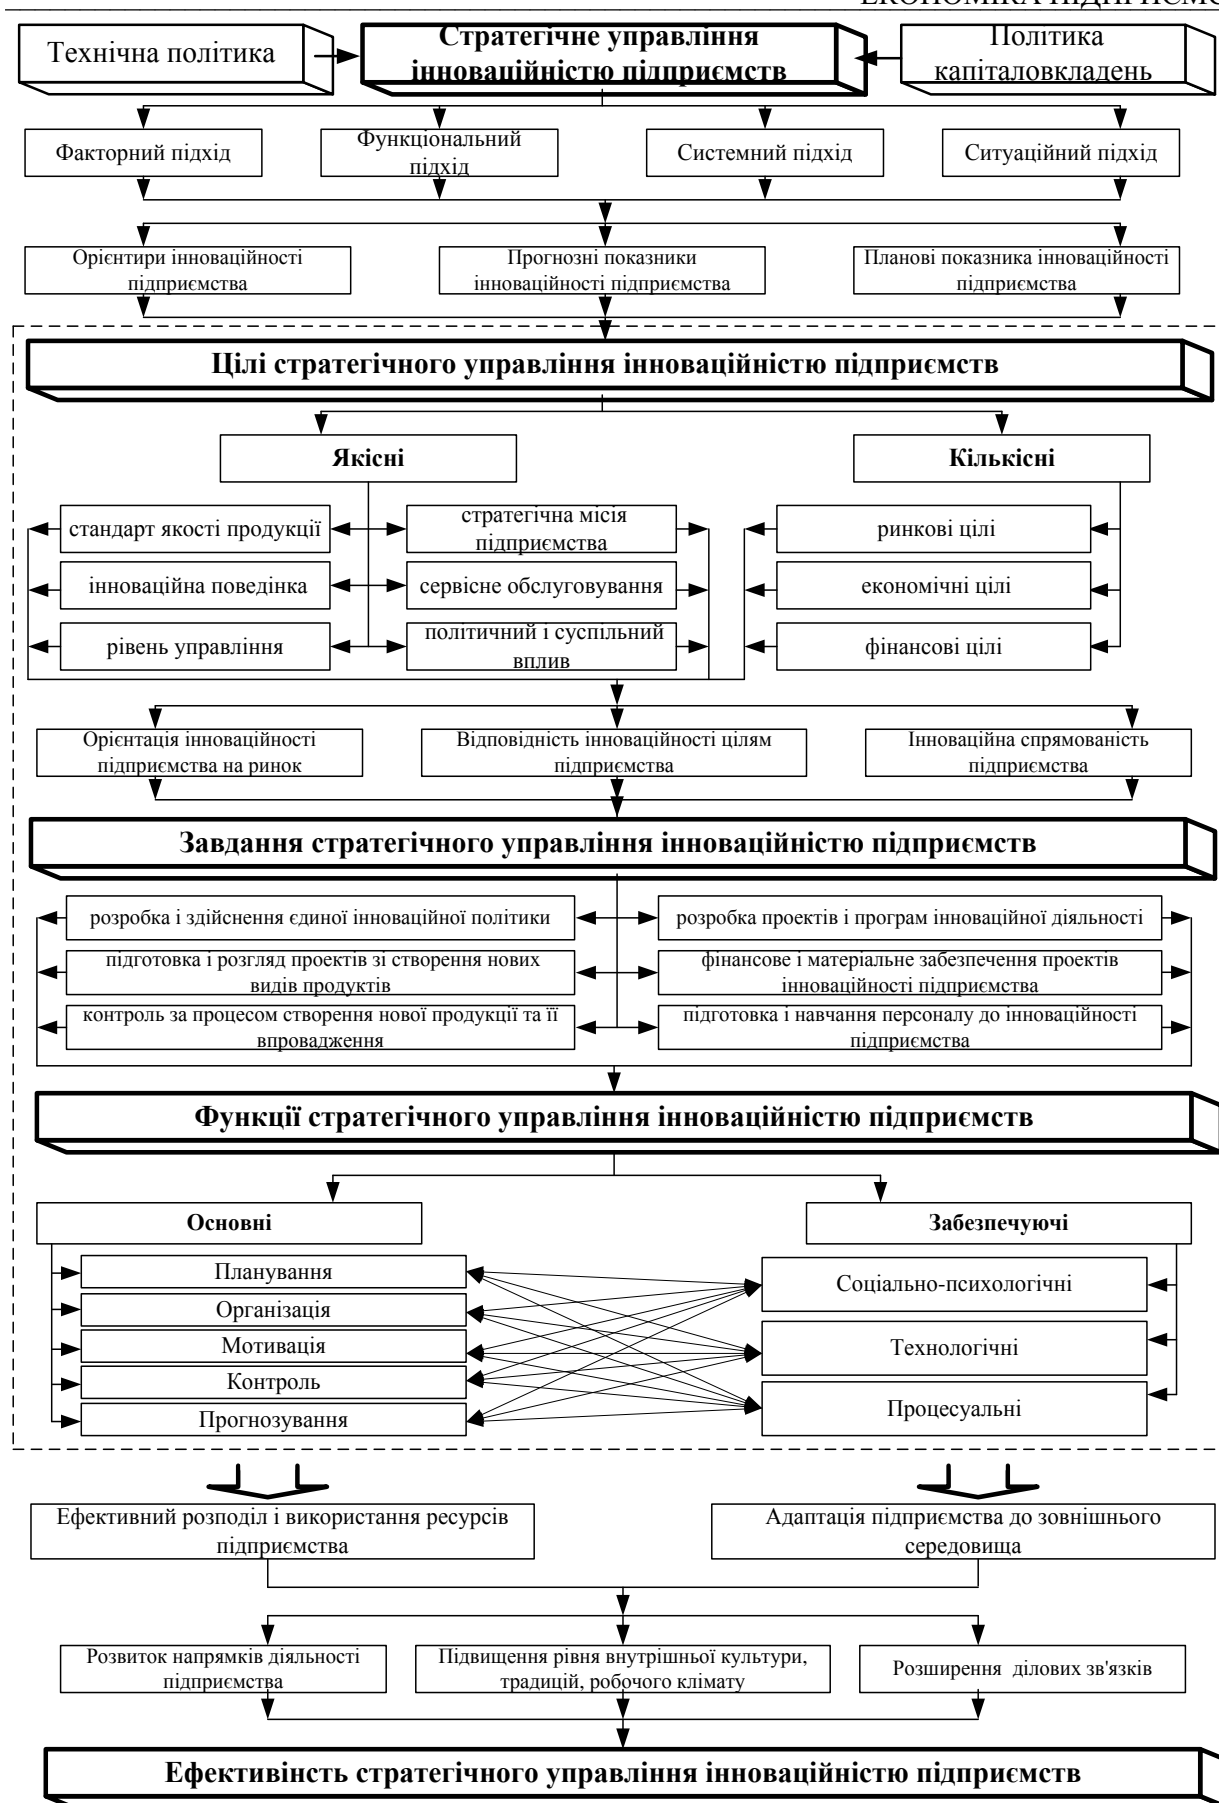 ЕКОНОМІКА ПІДПРИЄМС
Технічна політика
Стратегічне управління
інноваційністю підприємств
Політика
капіталовкладень
Факторний підхід
Функціональний
підхід
Системний підхід
Ситуаційний підхід
Орієнтири інноваційності
підприємства
Прогнозні показники
інноваційності підприємства
Планові показника інноваційності
підприємства
Цілі стратегічного управління інноваційністю підприємств
Якісні
Кількісні
стандарт якості продукції
стратегічна місія
підприємства
ринкові цілі
інноваційна поведінка
сервісне обслуговування
економічні цілі
рівень управління
політичний і суспільний
вплив
фінансові цілі
Орієнтація інноваційності
підприємства на ринок
Відповідність інноваційності цілям
підприємства
Інноваційна спрямованість
підприємства
Завдання стратегічного управління інноваційністю підприємств
розробка і здійснення єдиної інноваційної політики
розробка проектів і програм інноваційної діяльності
підготовка і розгляд проектів зі створення нових
видів продуктів
фінансове і матеріальне забезпечення проектів
інноваційності підприємства
контроль за процесом створення нової продукції та її
впровадження
підготовка і навчання персоналу до інноваційності
підприємства
Функції стратегічного управління інноваційністю підприємств
Основні
Забезпечуючі
Планування
Організація
Мотивація
Контроль
Прогнозування
Соціально-психологічні
Технологічні
Процесуальні
Ефективний розподіл і використання ресурсів
підприємства
Адаптація підприємства до зовнішнього
середовища
Розвиток напрямків діяльності
підприємства
Підвищення рівня внутрішньої культури,
традицій, робочого клімату
Розширення ділових зв'язків
Ефективінсть стратегічного управління інноваційністю підприємств